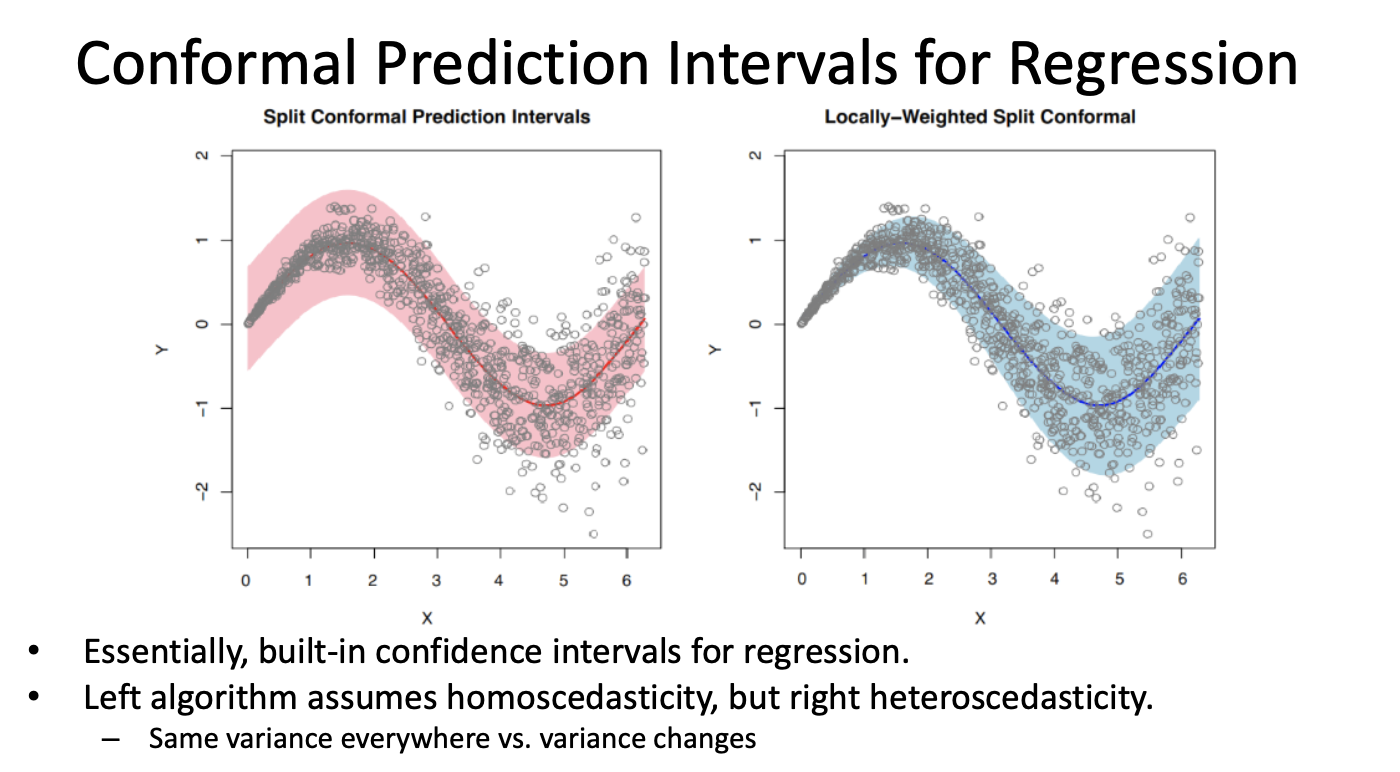 Conformal Prediction Intervals for Regression
Split Conformal Prediction Intervals
2
1
0
−1
−2
Y
0 1 2 3 4 5 6
X
Locally−Weighted Split Conformal
2
1
0
−1
−2
Y
0 1 2 3 4 5 6
X
• Essentially, built-in confidence intervals for regression.
• Left algorithm assumes homoscedasticity, but right heteroscedasticity.
– Same variance everywhere vs. variance changes